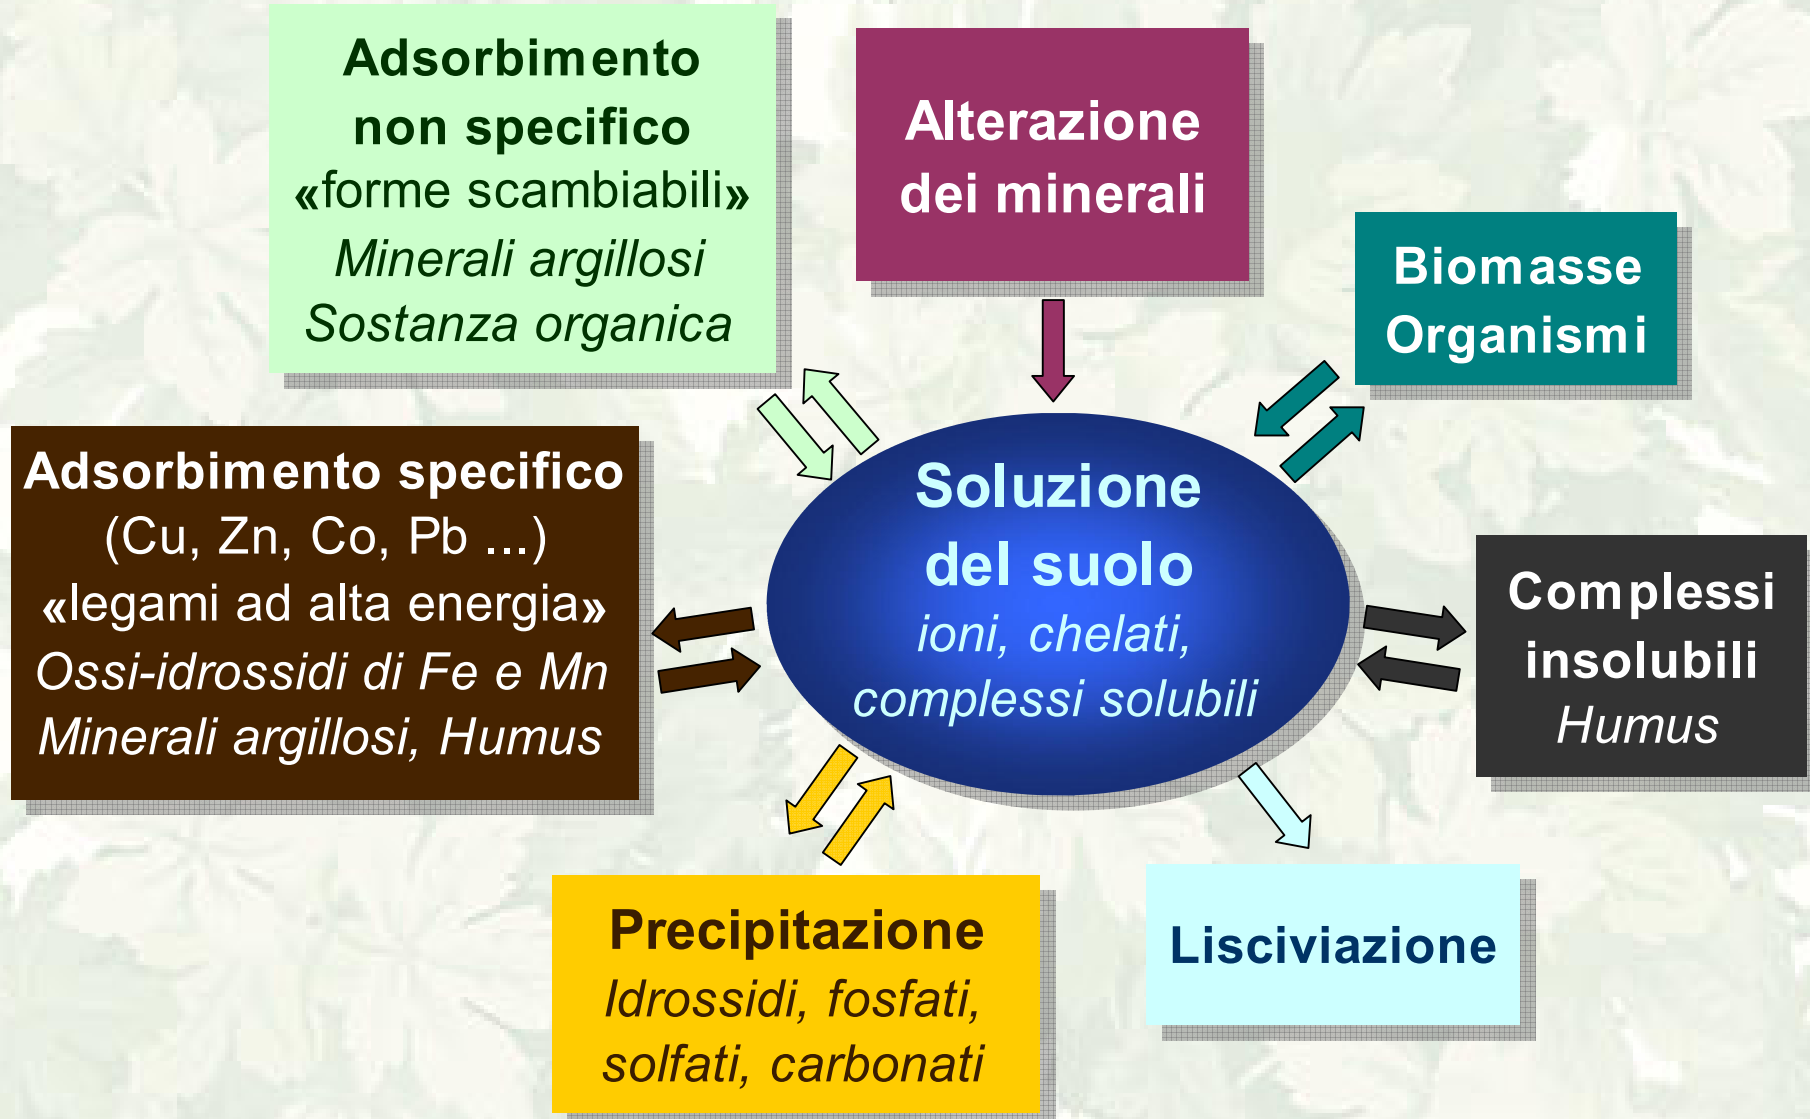 Adsorbimento
non specifico
«forme scambiabili»
Minerali argillosi
Sostanza organica
Alterazione
dei minerali
Biomasse
Organismi
Adsorbimento specifico
(Cu, Zn, Co, Pb ...)
«legami ad alta energia»
Ossi-idrossidi di Fe e Mn
Minerali argillosi, Humus
Soluzione
del suolo
ioni, chelati,
complessi solubili
Complessi
insolubili
Humus
Precipitazione
Idrossidi, fosfati,
solfati, carbonati
Lisciviazione